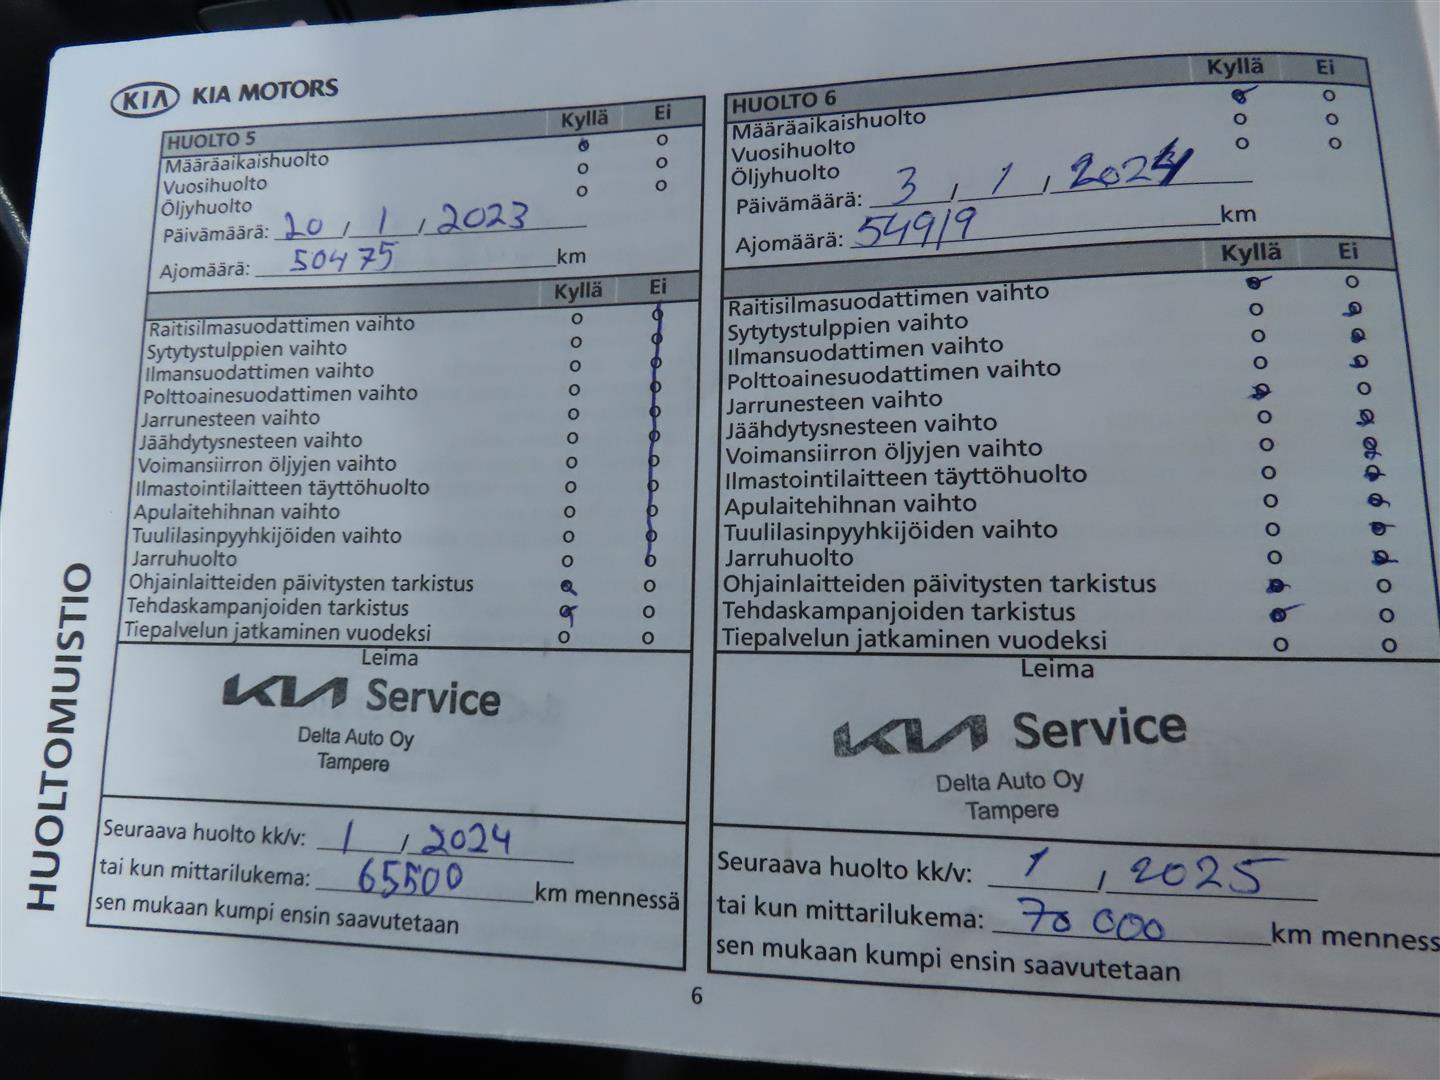 KIA KIA MOTORS
HUOLTO 5 Kyllä Ei
Määräaikaishuolto
Vuosihuolto
Öljyhuolto
Päivämäärä: 20 / 1 / 2023
Ajomäärä: 50475 km
Kyllä Ei
Raitisilmasuodattimen vaihto
Sytytystulppien vaihto
Ilmansuodattimen vaihto
Polttoainesuodattimen vaihto
Jarrunesteen vaihto
Jäähdytysnesteen vaihto
Voimansiirron öljyjen vaihto
Ilmastointilaitteen täyttöhuolto
Apulaitehihnan vaihto
Tuulilasinpyyhkijöiden vaihto
Jarruhuolto
Ohjainlaitteiden päivitysten tarkistus
Tehdaskampanjoiden tarkistus
Tiepalvelun jatkaminen vuodeksi
Leima
KIA Service
Delta Auto Oy
Tampere
Seuraava huolto kk/v: 1 / 2024
tai kun mittarilukema: 65500 km mennessä
sen mukaan kumpi ensin saavutetaan
HUOLTO 6 Kyllä Ei
Määräaikaishuolto
Vuosihuolto
Öljyhuolto
Päivämäärä: 3 / 1 / 2024
Ajomäärä: 54919 km
Kyllä Ei
Raitisilmasuodattimen vaihto
Sytytystulppien vaihto
Ilmansuodattimen vaihto
Polttoainesuodattimen vaihto
Jarrunesteen vaihto
Jäähdytysnesteen vaihto
Voimansiirron öljyjen vaihto
Ilmastointilaitteen täyttöhuolto
Apulaitehihnan vaihto
Tuulilasinpyyhkijöiden vaihto
Jarruhuolto
Ohjainlaitteiden päivitysten tarkistus
Tehdaskampanjoiden tarkistus
Tiepalvelun jatkaminen vuodeksi
Leima
KIA Service
Delta Auto Oy
Tampere
Seuraava huolto kk/v: 1 / 2025
tai kun mittarilukema: 70 000 km menness
sen mukaan kumpi ensin saavutetaan
HUOLTOMUISTIO
6